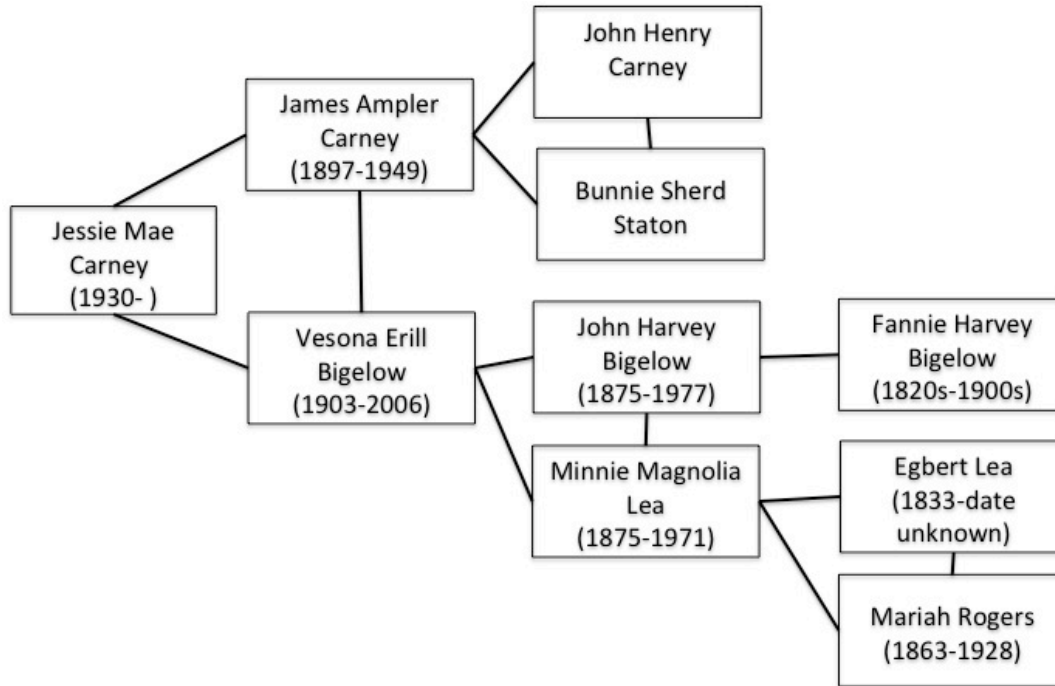 John Henry
Carney
James Ampler
Carney
(1897-1949)
Bunnie Sherd
Staton
Jessie Mae
Carney
(1930- )
Vesona Erill
Bigelow
(1903-2006)
John Harvey
Bigelow
(1875-1977)
Fannie Harvey
Bigelow
(1820s-1900s)
Minnie Magnolia
Lea
(1875-1971)
Egbert Lea
(1833-date
unknown)
Mariah Rogers
(1863-1928)